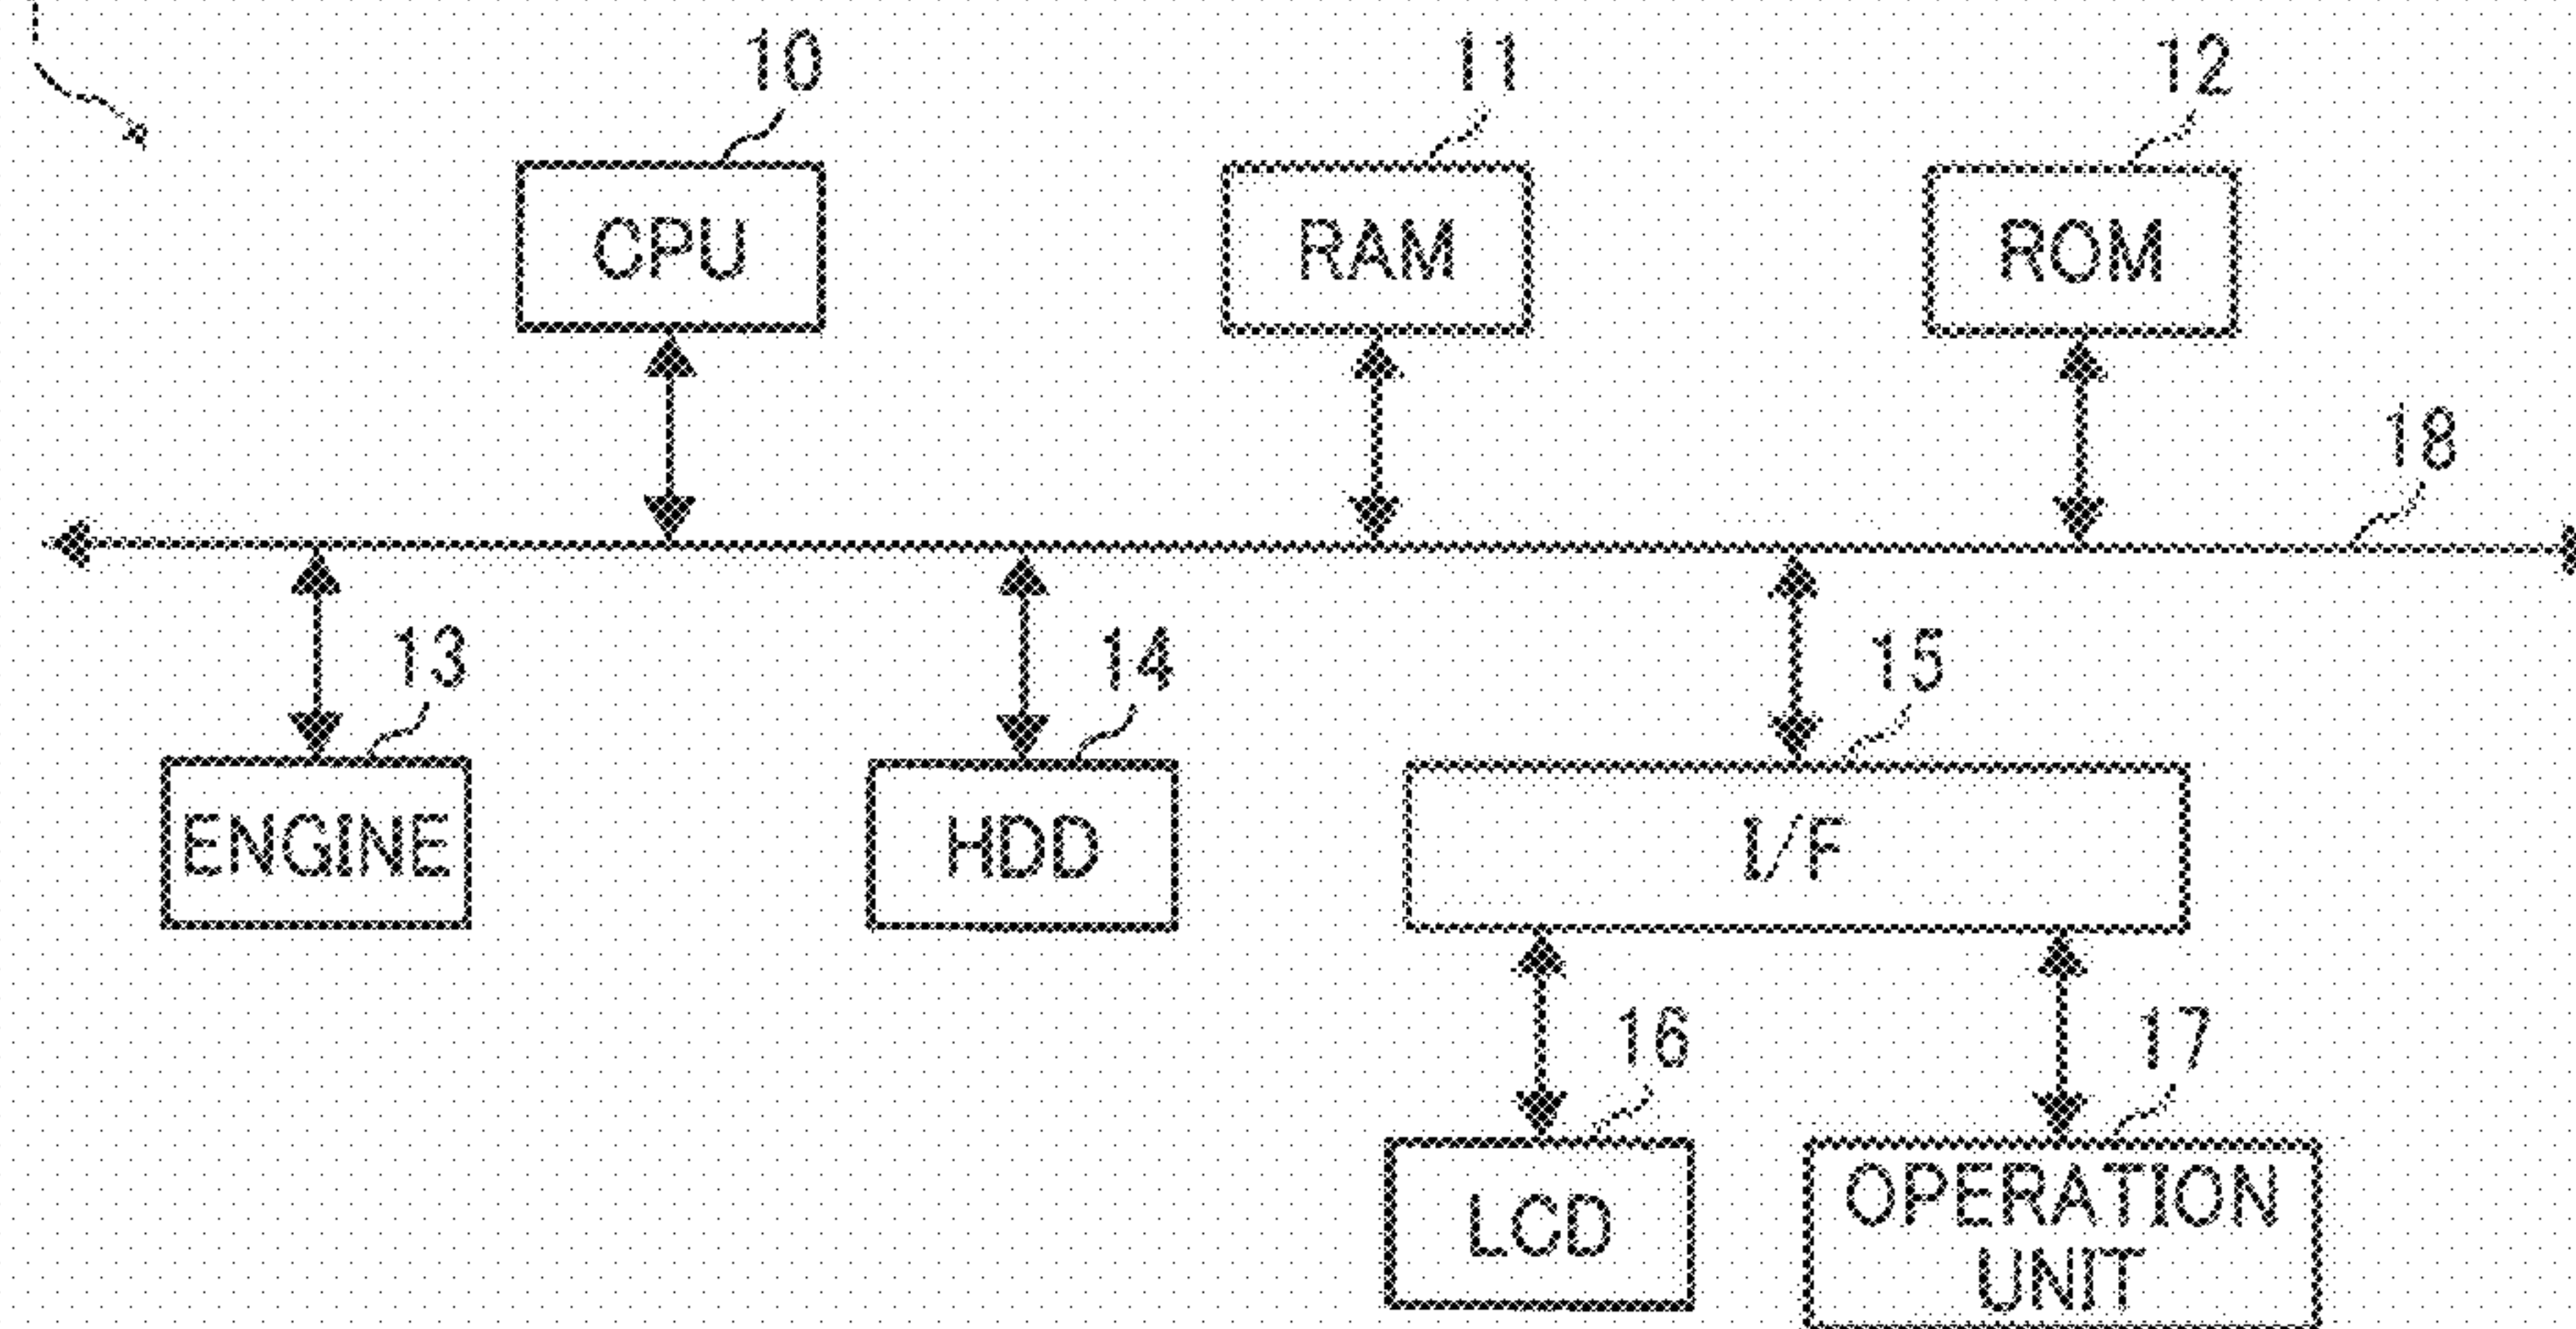 10
11
12
CPU
RAM
ROM
18
13
14
15
ENGINE
HDD
I/F
16
17
LCD
OPERATION
UNIT